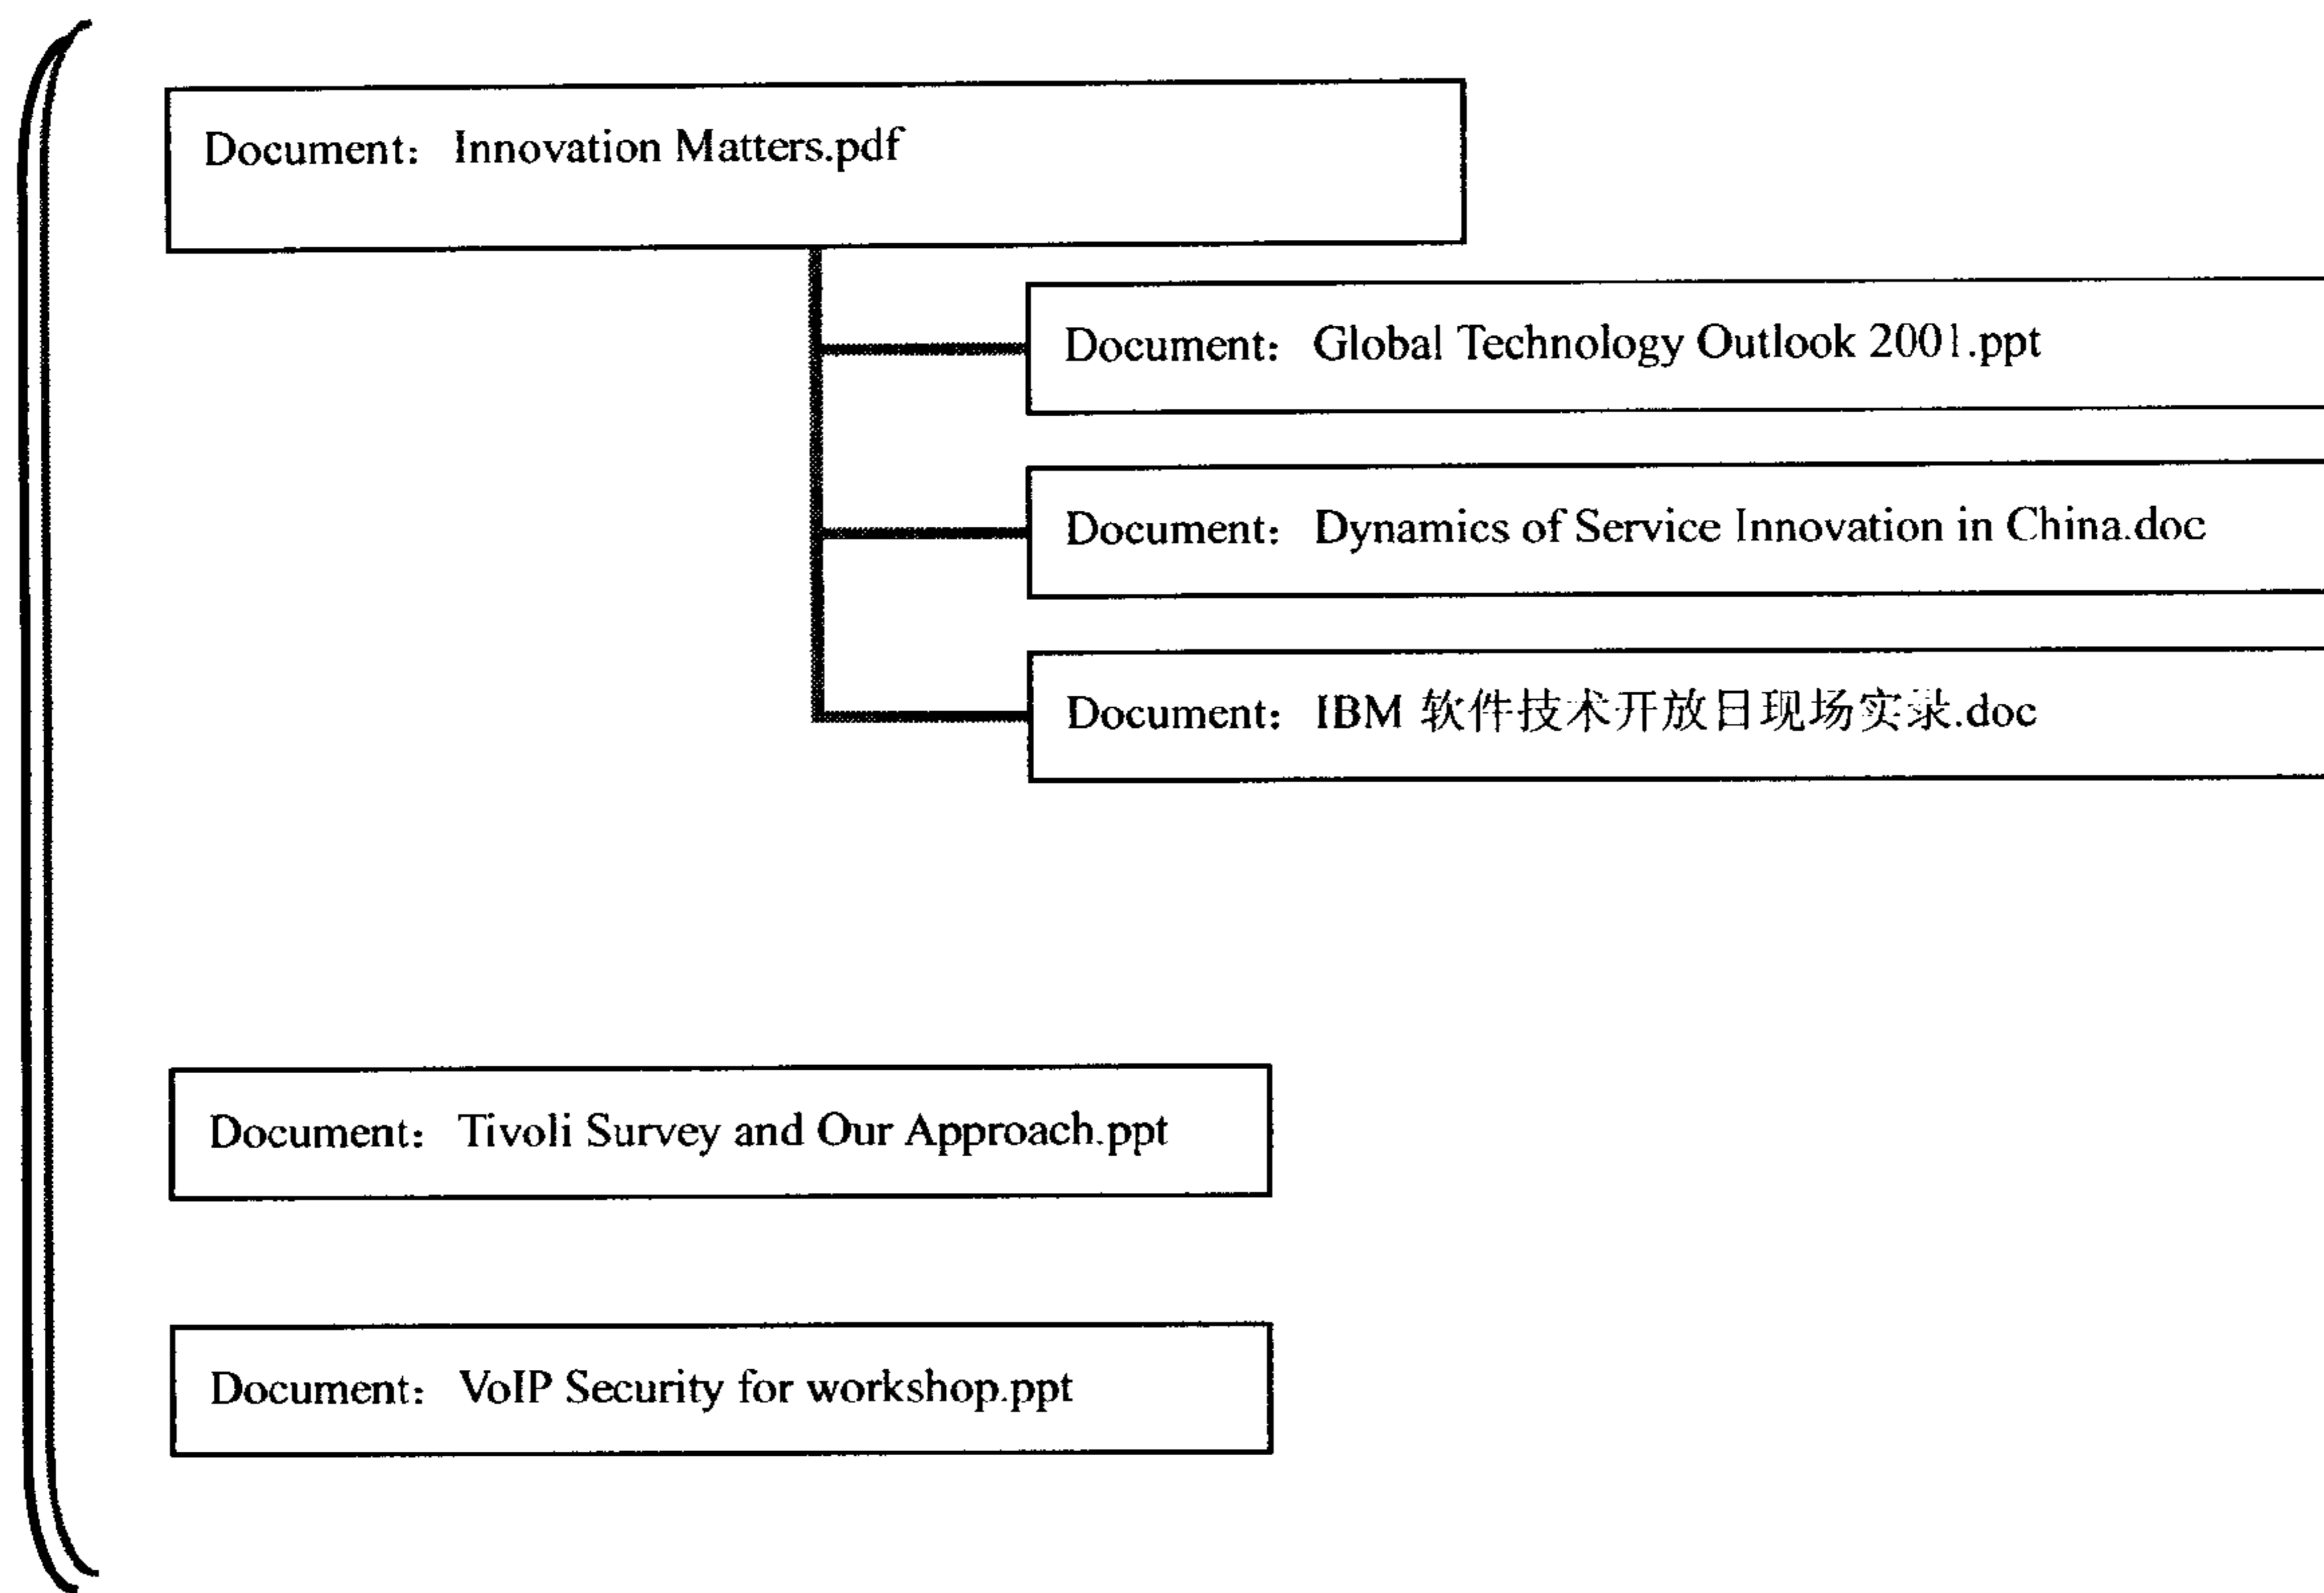 Document: Innovation Matters.pdf
Document: Global Technology Outlook 2001.ppt
Document: Dynamics of Service Innovation in China.doc
Document: IBM 软件技术开放日现场实录.doc
Document: Tivoli Survey and Our Approach.ppt
Document: VoIP Security for workshop.ppt